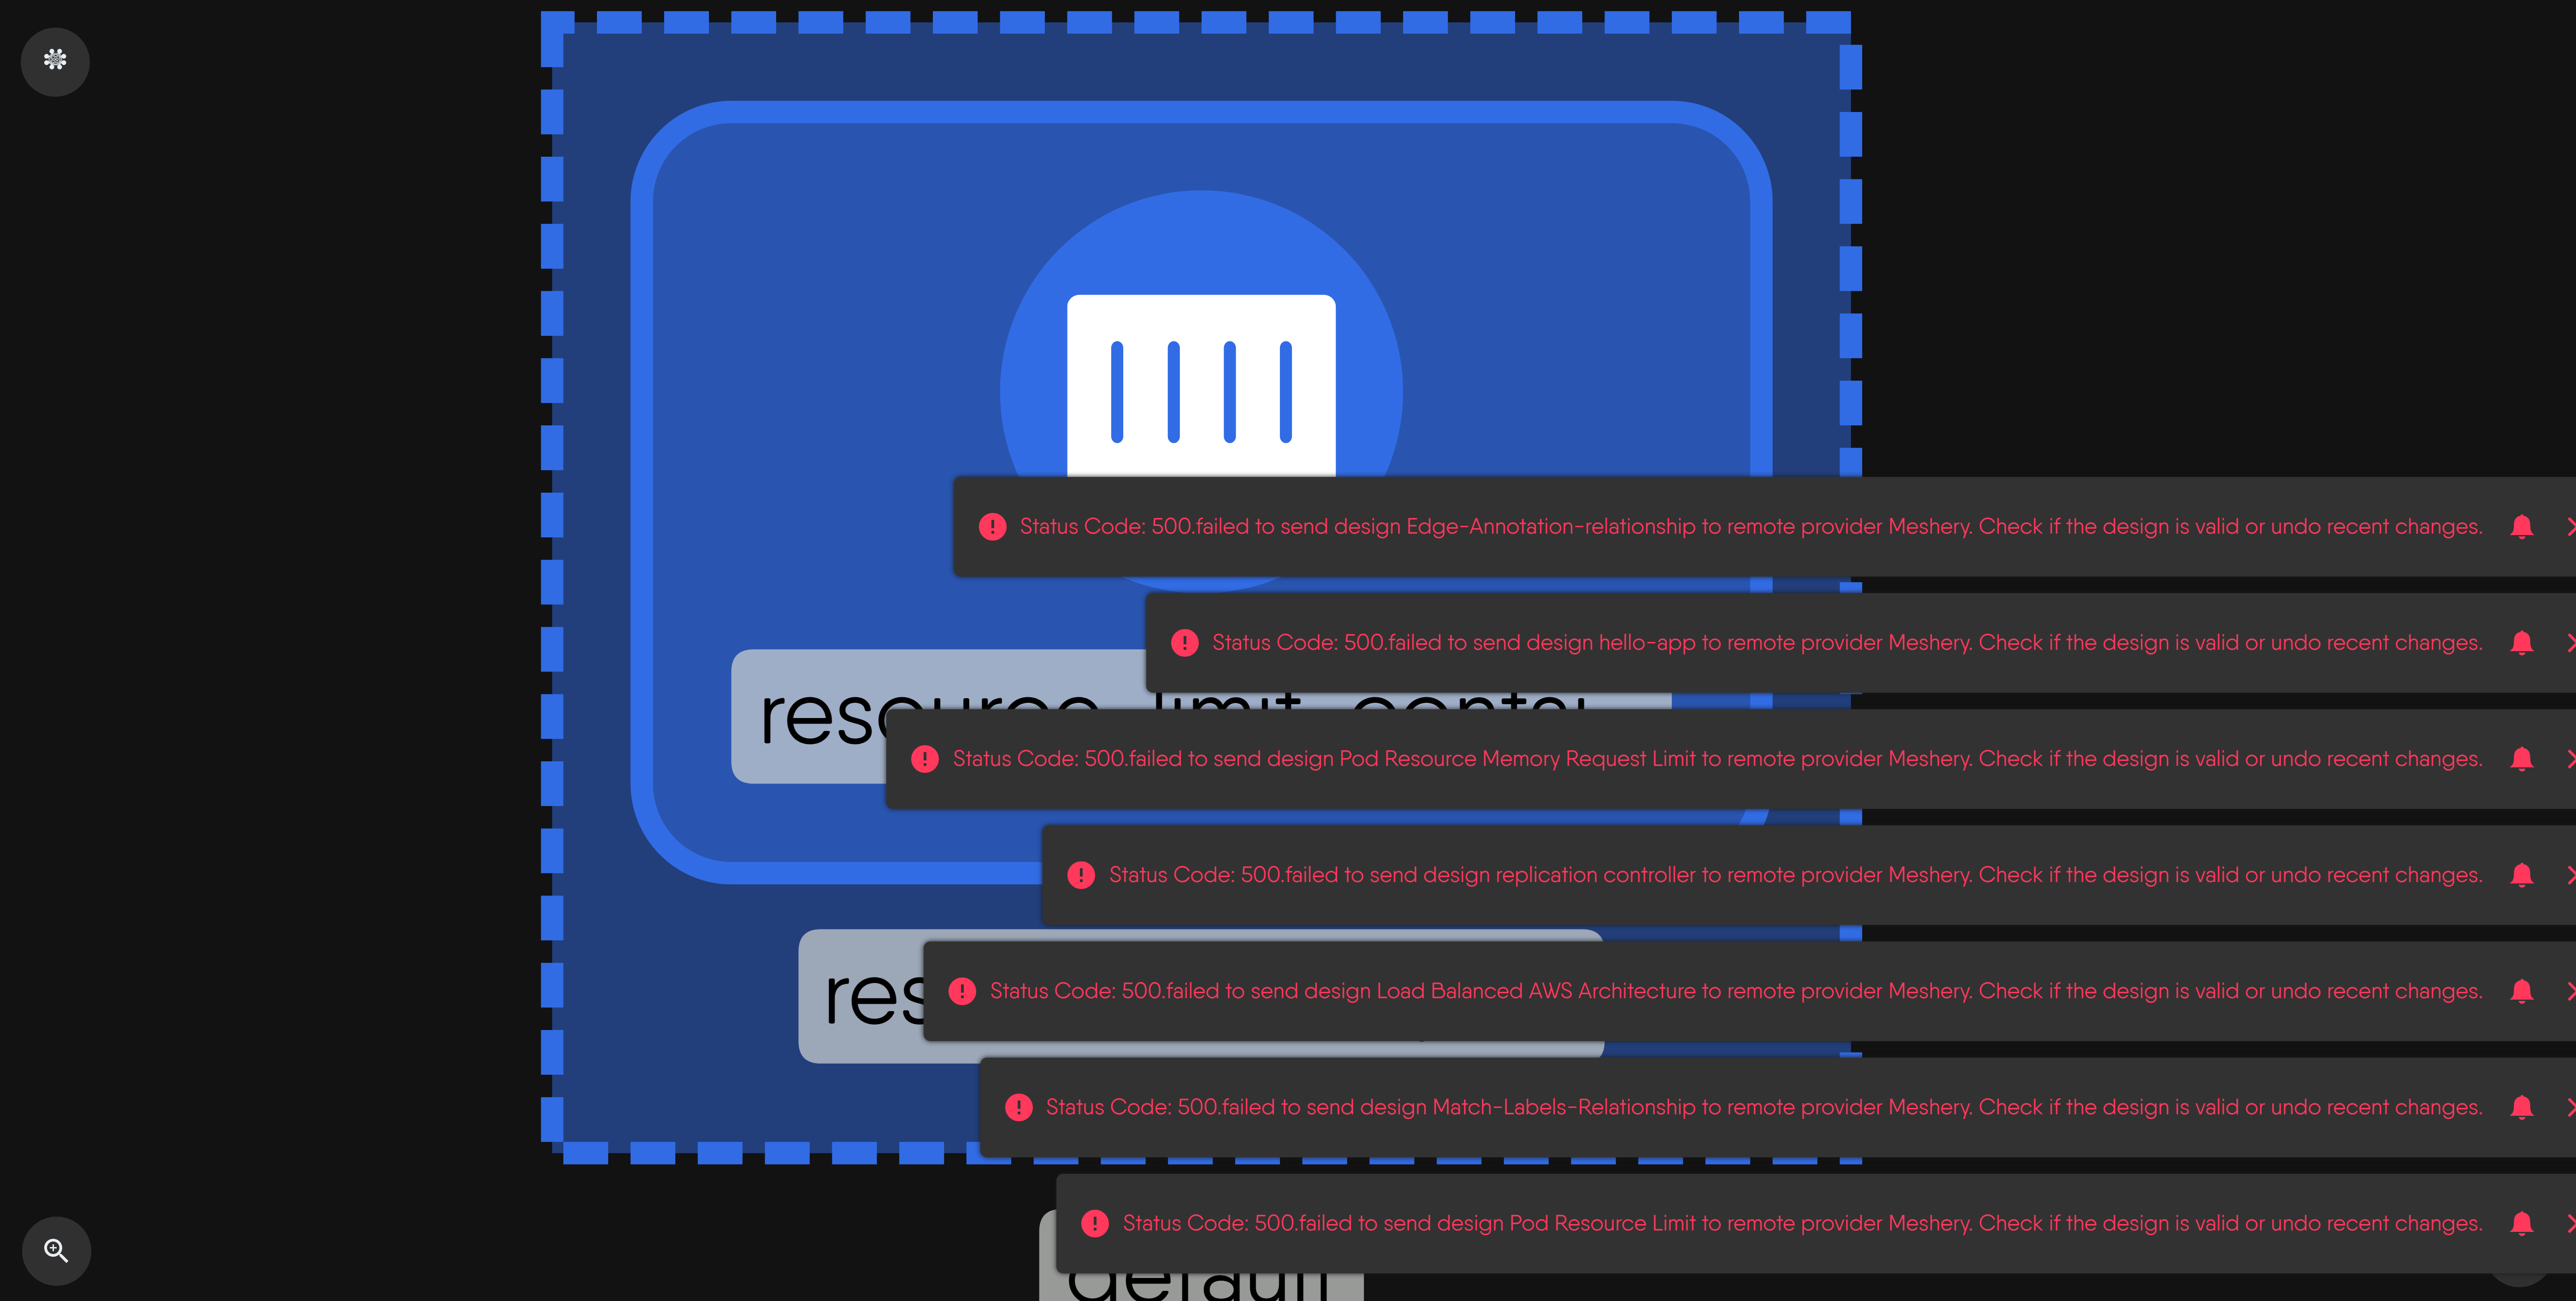 Status Code: 500.failed to send design Edge-Annotation-relationship to remote provider Meshery. Check if the design is valid or undo recent changes.
Status Code: 500.failed to send design hello-app to remote provider Meshery. Check if the design is valid or undo recent changes.
Status Code: 500.failed to send design Pod Resource Memory Request Limit to remote provider Meshery. Check if the design is valid or undo recent changes.
Status Code: 500.failed to send design replication controller to remote provider Meshery. Check if the design is valid or undo recent changes.
Status Code: 500.failed to send design Load Balanced AWS Architecture to remote provider Meshery. Check if the design is valid or undo recent changes.
Status Code: 500.failed to send design Match-Labels-Relationship to remote provider Meshery. Check if the design is valid or undo recent changes.
Status Code: 500.failed to send design Pod Resource Limit to remote provider Meshery. Check if the design is valid or undo recent changes.
default